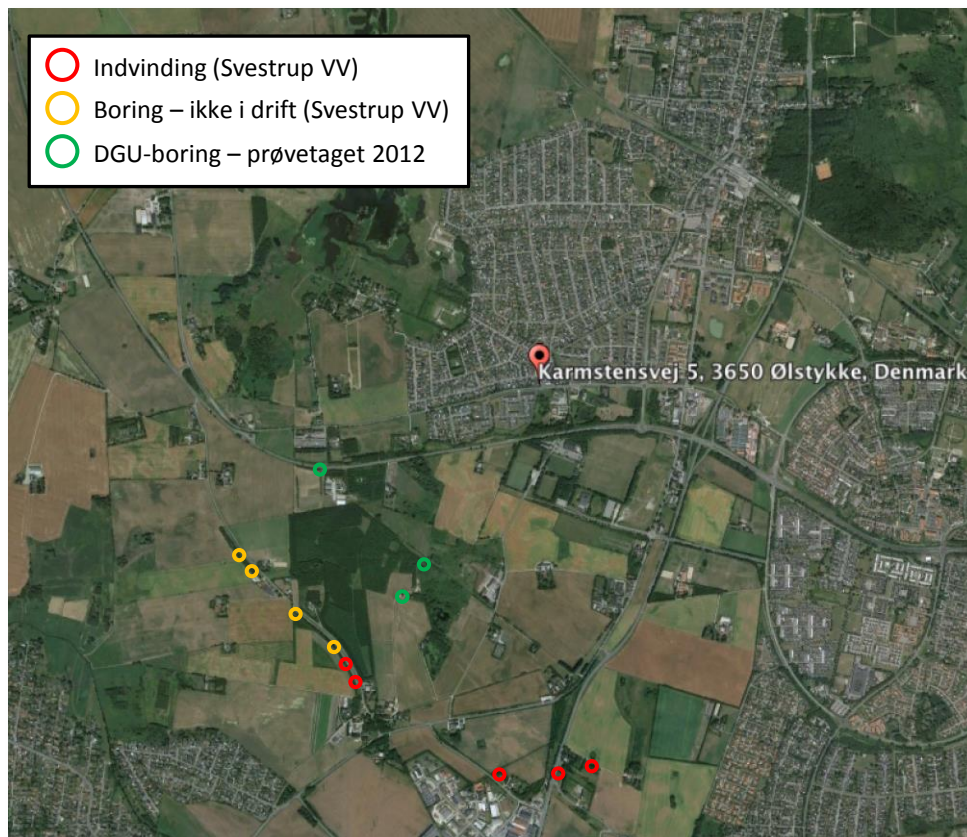 Indvinding (Svestrup VV)
Boring – ikke i drift (Svestrup VV)
DGU-boring – prøvetaget 2012
Karmstensvej 5, 3650 Ølstykke, Denmark